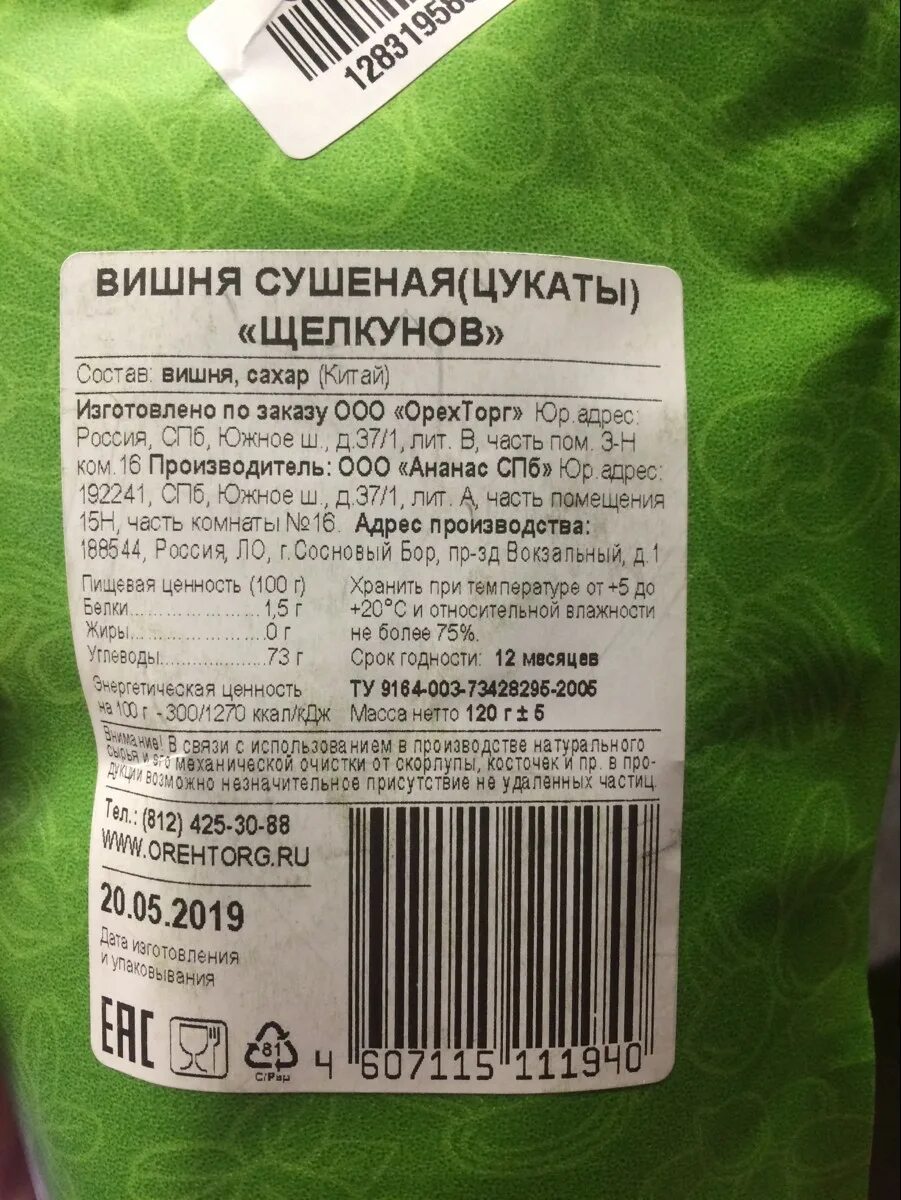 128319566
ВИШНЯ СУШЕНАЯ(ЦУКАТЫ)
«ЩЕЛКУНОВ»
Состав: вишня, сахар (Китай)
Изготовлено по заказу ООО «ОрехТорг» Юр.адрес:
Россия, СПб, Южное ш., д.37/1, лит. В, часть пом. 3-Н
ком.16 Производитель: ООО «Ананас СПб» Юр.адрес:
192241, СПб, Южное ш., д.37/1, лит. А, часть помещения
15Н, часть комнаты №16. Адрес производства:
188544, Россия, ЛО, г.Сосновый Бор, пр-зд Вокзальный, д.1
Пищевая ценность (100 г)
Белки..................1,5 г
Жиры..................0 г
Углеводы..............73 г
Энергетическая ценность
на 100 г - 300/1270 ккал/кДж
Хранить при температуре от +5 до
+20°С и относительной влажности
не более 75%.
Срок годности: 12 месяцев
ТУ 9164-003-73428295-2005
Масса нетто 120 г ± 5
Внимание! В связи с использованием в производстве натурального
сырья и его механической очистки от скорлупы, косточек и пр. в про-
дукции возможно незначительное присутствие не удаленных частиц.
Тел.: (812) 425-30-88
WWW.OREHTORG.RU
20.05.2019
Дата изготовления
и упаковывания
EAC
81
C/Pap
4 607115 111940